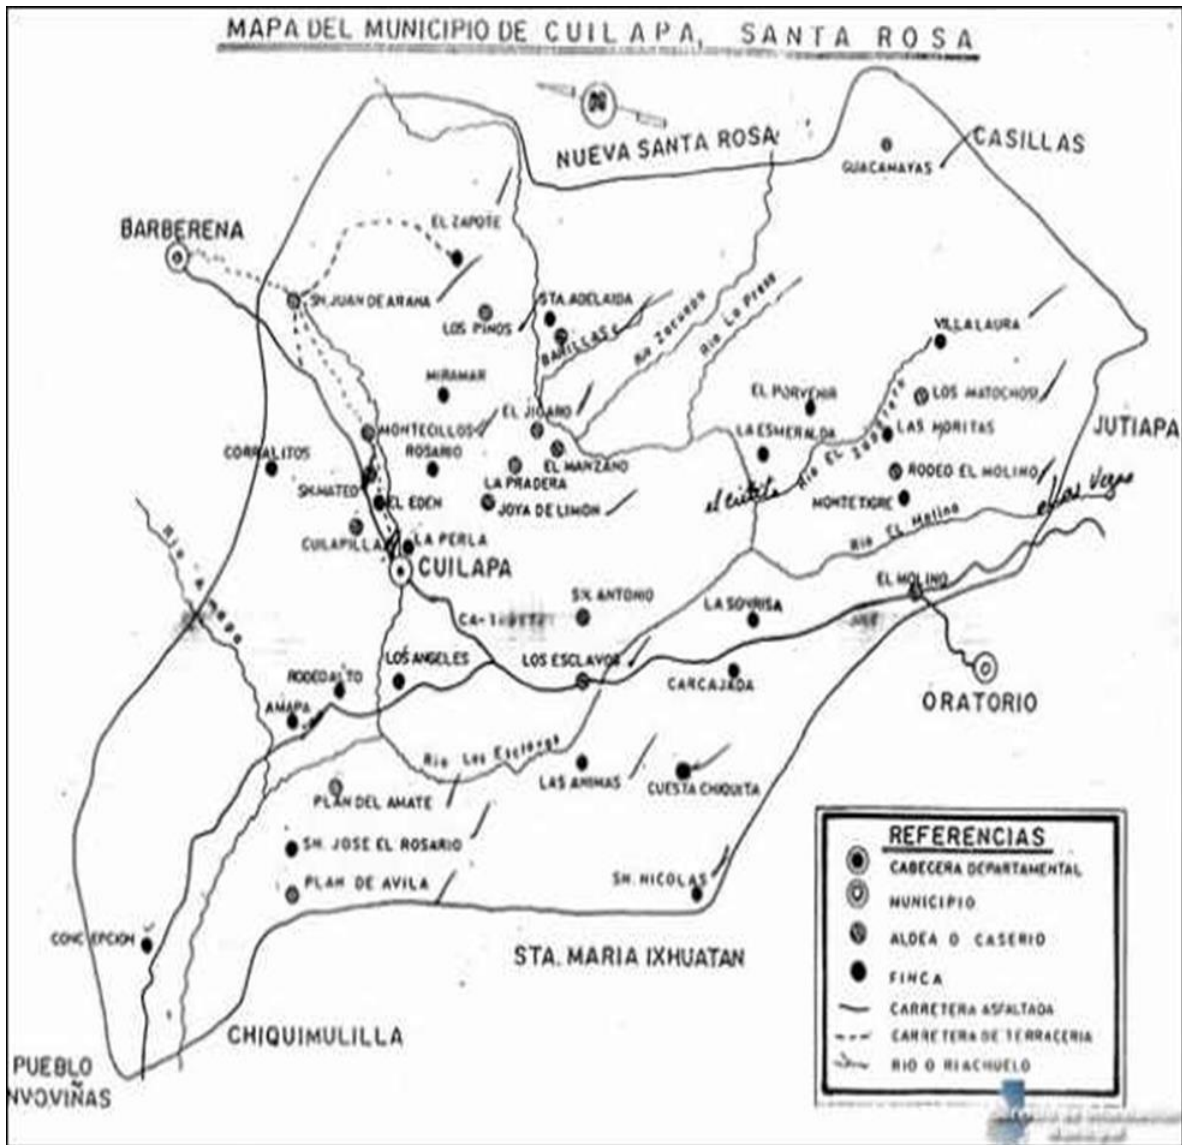 MAPA DEL MUNICIPIO DE CUILAPA, SANTA ROSA
NUEVA SANTA ROSA
CASILLAS
GUACAMAYAS
BARBERENA
EL ZAPOTE
SN. JUAN DE ARANA
LOS PINOS
STA. ADELAIDA
BARILLAS
Rio La Presa
VILLA LAURA
MIRAMAR
EL PORVENIR
LOS MATOCHOS
EL JICARO
MONTECILLOS
LA ESMERALDA
LAS MORITAS
JUTIAPA
CORRALITOS
ROSARIO
EL MANZANO
LA PRADERA
RODEO EL MOLINO
SN. MATEO
EL EDEN
JOYA DE LIMON
MONTETIGRE
CUILAPILLA
LA PERLA
Rio El Molino
CUILAPA
EL MOLINO
SN. ANTONIO
LA SONRISA
LOS ANGELES
LOS ESCLAVOS
RODEO ALTO
CARCAJADA
AMAPA
ORATORIO
Rio Los Esclavos
LAS ANIMAS
CUESTA CHIQUITA
PLAN DEL AMATE
SN. JOSE EL ROSARIO
PLAN DE AVILA
SN. NICOLAS
CONCEPCION
STA. MARIA IXHUATAN
CHIQUIMULILLA
PUEBLO
NVOVIÑAS
REFERENCIAS
CABECERA DEPARTAMENTAL
MUNICIPIO
ALDEA O CASERIO
FINCA
CARRETERA ASFALTADA
CARRETERA DE TERRACERIA
RIO O RIACHUELO